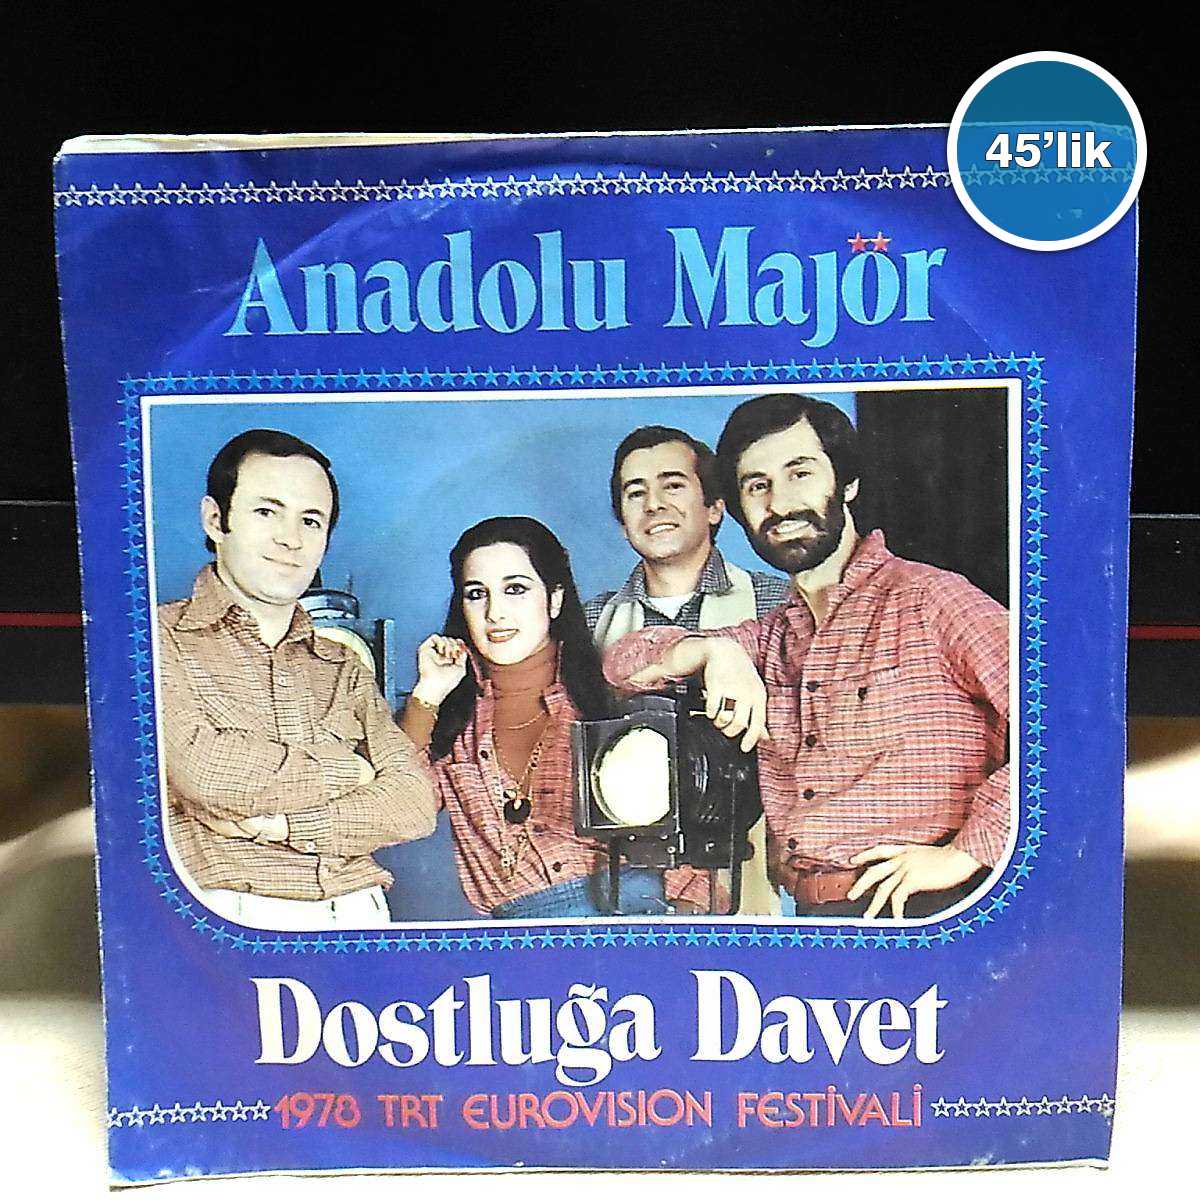 45'lik
Anadolu Majör
Dostluğa Davet
1978 TRT EUROVISION FESTİVALİ